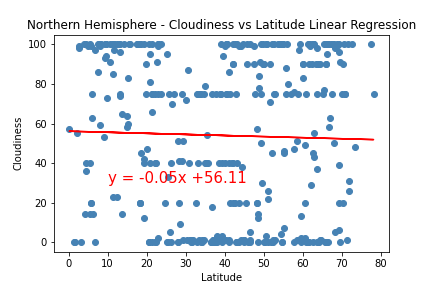 Northern Hemisphere - Cloudiness vs Latitude Linear Regression
100
80
60
40
20
0
Cloudiness
y = -0.05x +56.11
0 10 20 30 40 50 60 70 80
Latitude